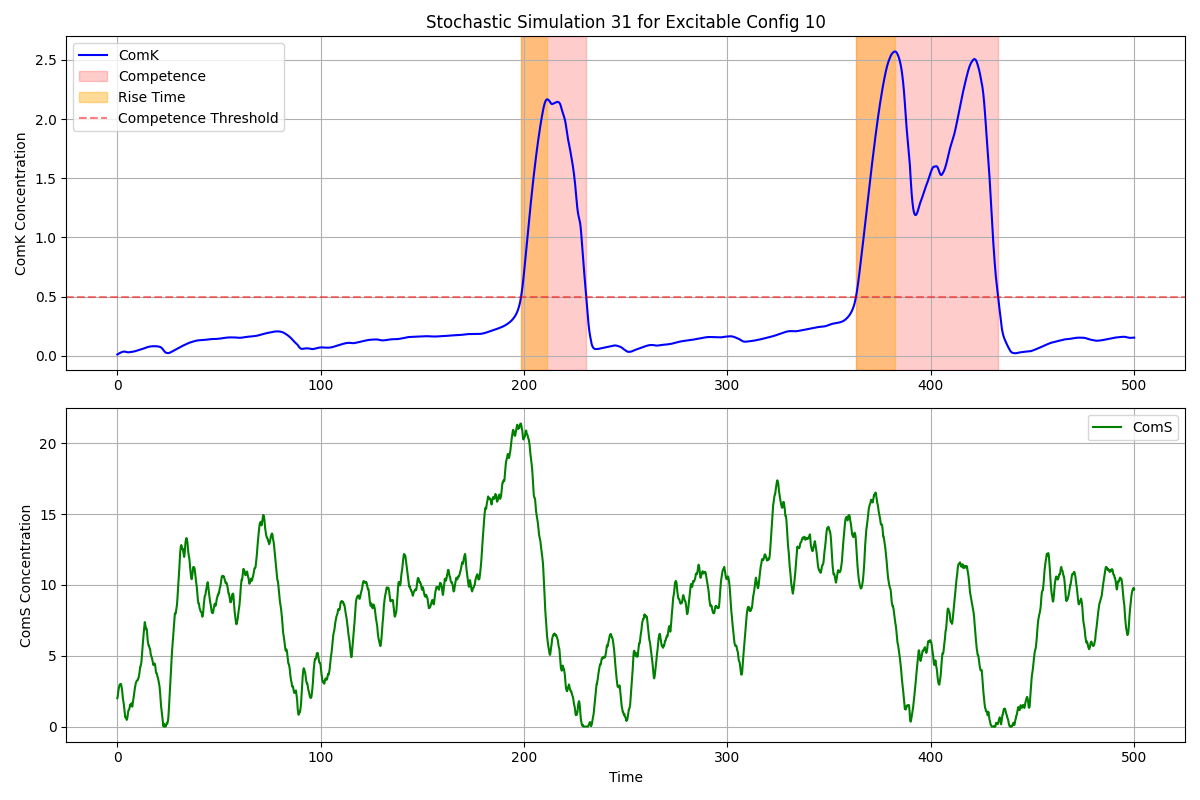 Stochastic Simulation 31 for Excitable Config 10
ComK Concentration
2.5
2.0
1.5
1.0
0.5
0.0
ComK
Competence
Rise Time
Competence Threshold
0 100 200 300 400 500
ComS Concentration
20
15
10
5
0
ComS
0 100 200 300 400 500
Time